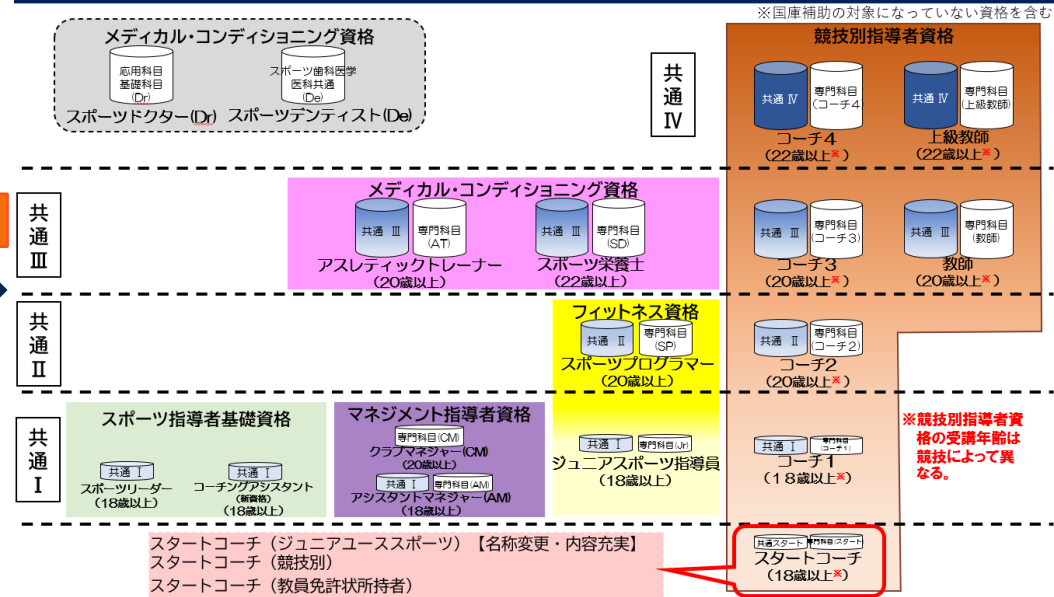 ※国庫補助の対象になっていない資格を含む
メディカル・コンディショニング資格
応用科目
基礎科目
(Dr)
スポーツドクター(Dr)
スポーツ歯科医学
医科共通
(De)
スポーツデンティスト(De)
共通Ⅳ
競技別指導者資格
共通 Ⅳ
専門科目
(コーチ4)
コーチ4
(22歳以上※)
共通 Ⅳ
専門科目
(上級教師)
上級教師
(22歳以上※)
共通Ⅲ
メディカル・コンディショニング資格
共通 Ⅲ
専門科目
(AT)
アスレティックトレーナー
(20歳以上)
共通 Ⅲ
専門科目
(SD)
スポーツ栄養士
(22歳以上)
共通 Ⅲ
専門科目
(コーチ3)
コーチ3
(20歳以上※)
共通 Ⅲ
専門科目
(教師)
教師
(20歳以上※)
共通Ⅱ
フィットネス資格
共通 Ⅱ
専門科目
(SP)
スポーツプログラマー
(20歳以上)
共通 Ⅱ
専門科目
(コーチ2)
コーチ2
(20歳以上※)
共通Ⅰ
スポーツ指導者基礎資格
共通 Ⅰ
スポーツリーダー
(18歳以上)
共通 Ⅰ
コーチングアシスタント
(新資格)
(18歳以上)
マネジメント指導者資格
専門科目(CM)
クラブマネジャー(CM)
(20歳以上)
共通 Ⅰ
専門科目(AM)
アシスタントマネジャー(AM)
(18歳以上)
共通 Ⅰ
専門科目(Jr)
ジュニアスポーツ指導員
(18歳以上)
共通 Ⅰ
専門科目
(コーチ1)
コーチ1
(18歳以上※)
※競技別指導者資
格の受講年齢は
競技によって異
なる。
スタートコーチ（ジュニアユーススポーツ）【名称変更・内容充実】
スタートコーチ（競技別）
スタートコーチ（教員免許状所持者）
共通スタート
専門科目(スタート
スタートコーチ
(18歳以上※)